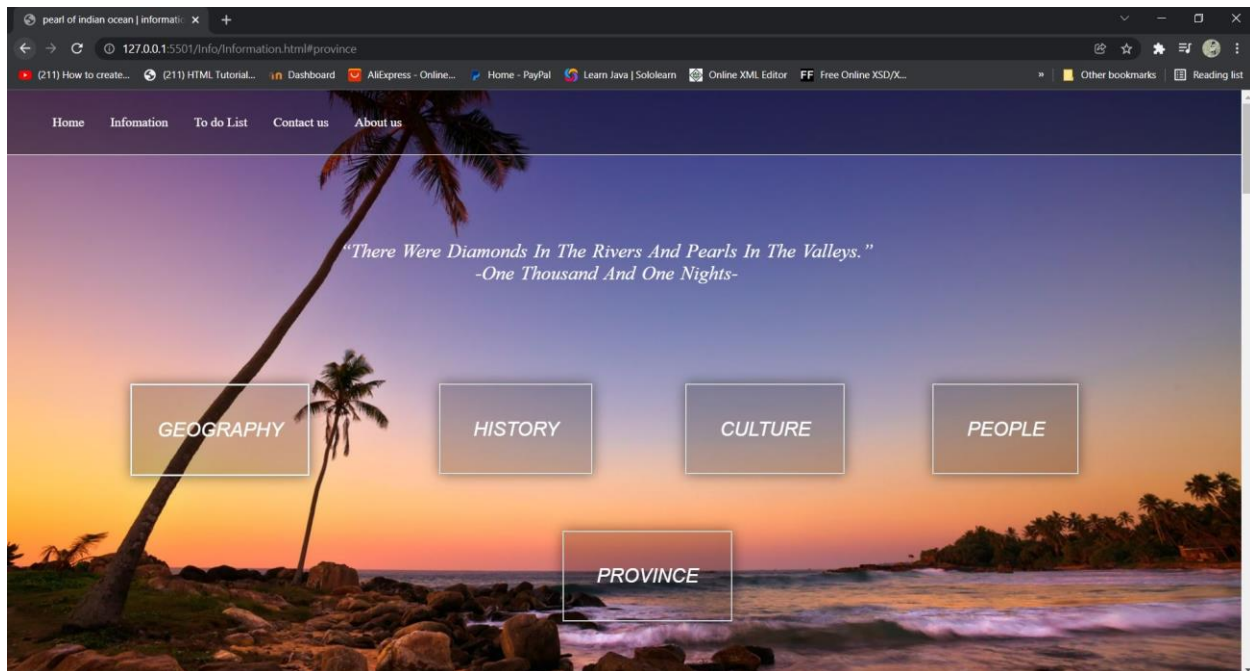 pearl of indian ocean | informatio
127.0.0.1:5501/Info/Information.html#province
(211) How to create... (211) HTML Tutorial... Dashboard AliExpress - Online... Home - PayPal Learn Java | Sololearn Online XML Editor FF Free Online XSD/X... » Other bookmarks Reading list
Home Infomation To do List Contact us About us
“There Were Diamonds In The Rivers And Pearls In The Valleys.”
-One Thousand And One Nights-
GEOGRAPHY HISTORY CULTURE PEOPLE
PROVINCE